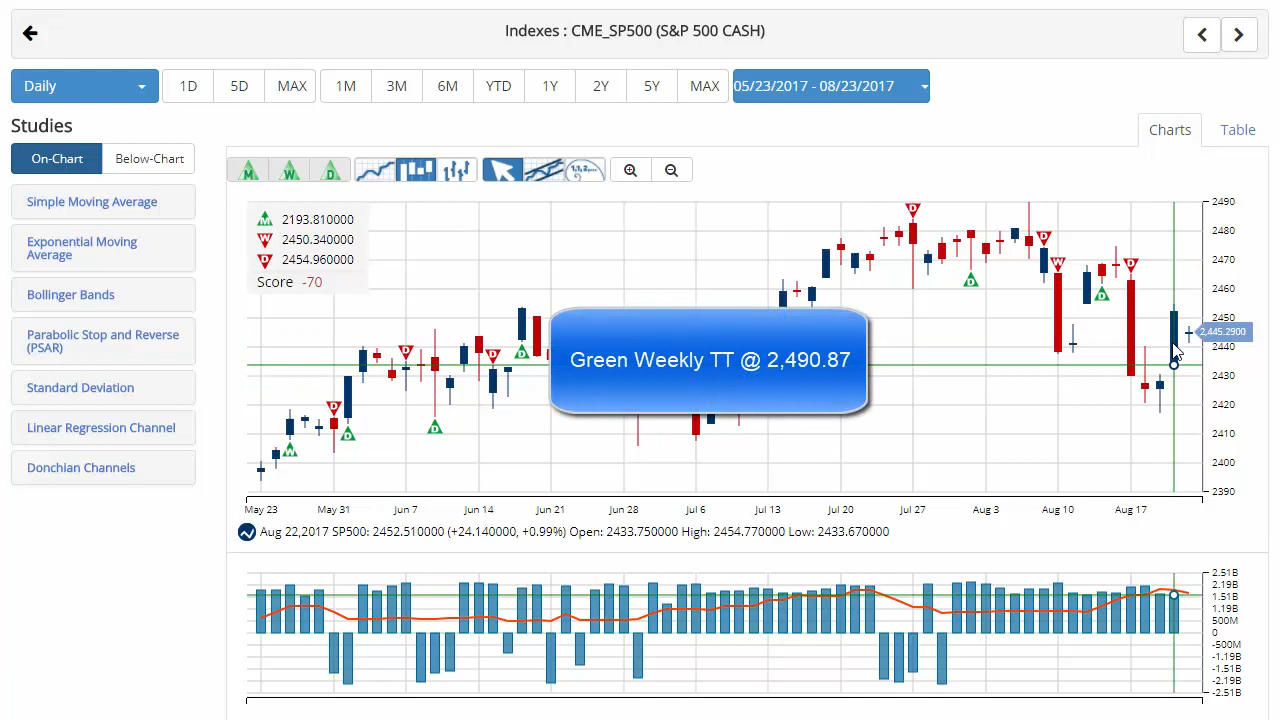 Indexes : CME_SP500 (S&P 500 CASH)
Daily
1D 5D MAX 1M 3M 6M YTD 1Y 2Y 5Y MAX
05/23/2017 - 08/23/2017
Studies
Charts Table
On-Chart Below-Chart
M W D
Simple Moving Average
Exponential Moving
Average
Bollinger Bands
Parabolic Stop and Reverse
(PSAR)
Standard Deviation
Linear Regression Channel
Donchian Channels
M 2193.810000
W 2450.340000
D 2454.960000
Score -70
D
D
W
D
D
D
D
D
D
W
D
D
D
D
Green Weekly TT @ 2,490.87
2490
2480
2470
2460
2450
2,445.2900
2440
2430
2420
2410
2400
2390
May 23 May 31 Jun 7 Jun 14 Jun 21 Jun 28 Jul 6 Jul 13 Jul 20 Jul 27 Aug 3 Aug 10 Aug 17
Aug 22,2017 SP500: 2452.510000 (+24.140000, +0.99%) Open: 2433.750000 High: 2454.770000 Low: 2433.670000
2.51B
2.19B
1.51B
1.19B
500M
0
-500M
-1.19B
-1.51B
-2.19B
-2.51B